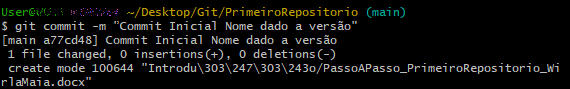 User@ ~/Desktop/Git/PrimeiroRepositorio (main)
$ git commit -m "Commit Inicial Nome dado a versão"
[main a77cd48] Commit Inicial Nome dado a versão
 1 file changed, 0 insertions(+), 0 deletions(-)
 create mode 100644 "Introdu\303\247\303\243o/PassoAPasso_PrimeiroRepositorio_Wi
rlaMaia.docx"